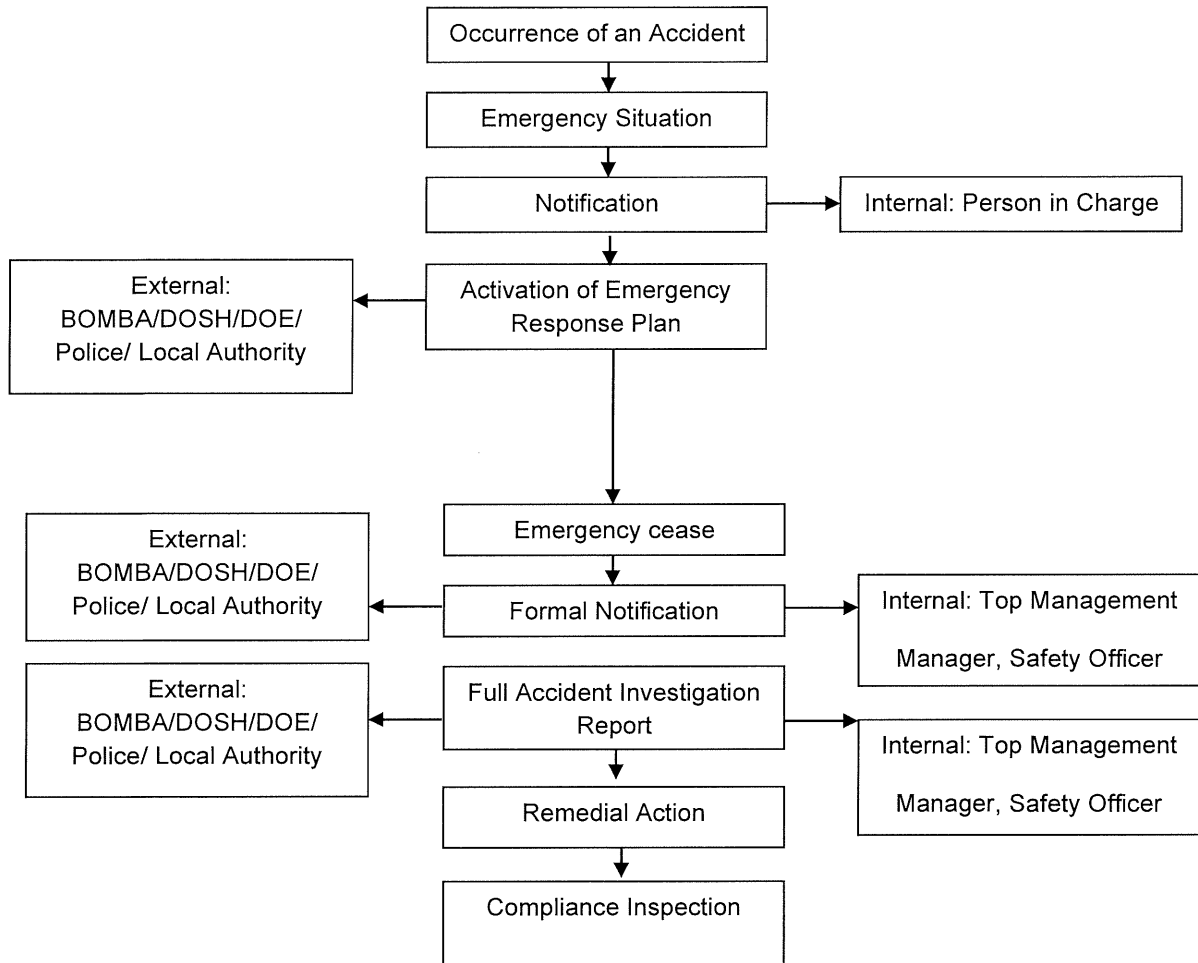 Occurrence of an Accident
Emergency Situation
Notification
Internal: Person in Charge
Activation of Emergency
Response Plan
External:
BOMBA/DOSH/DOE/
Police/ Local Authority
Emergency cease
Formal Notification
External:
BOMBA/DOSH/DOE/
Police/ Local Authority
Internal: Top Management
Manager, Safety Officer
Full Accident Investigation
Report
External:
BOMBA/DOSH/DOE/
Police/ Local Authority
Internal: Top Management
Manager, Safety Officer
Remedial Action
Compliance Inspection